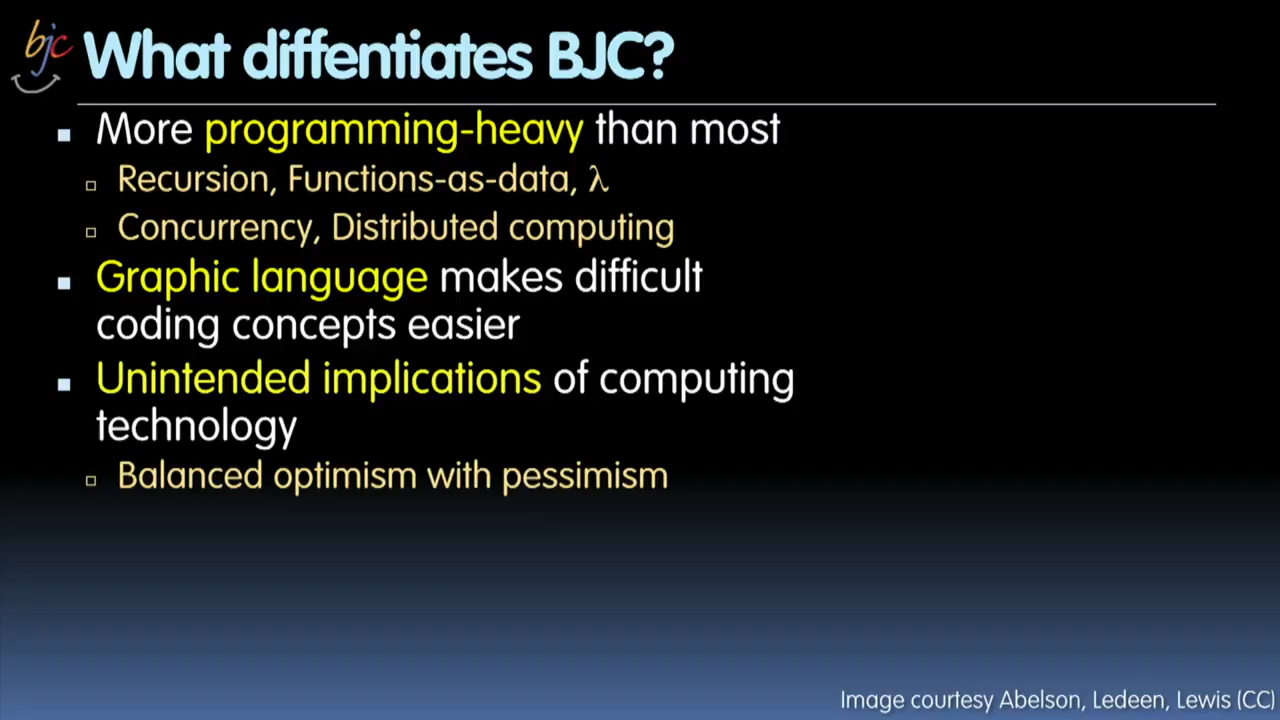 bjc What diffentiates BJC?
More programming-heavy than most
Recursion, Functions-as-data, λ
Concurrency, Distributed computing
Graphic language makes difficult
coding concepts easier
Unintended implications of computing
technology
Balanced optimism with pessimism
Image courtesy Abelson, Ledeen, Lewis (CC)